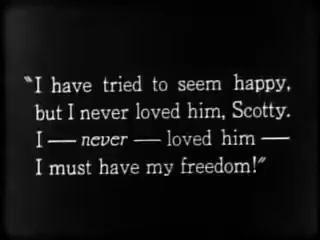 "I have tried to seem happy,
but I never loved him, Scotty.
I — never — loved him —
I must have my freedom!"